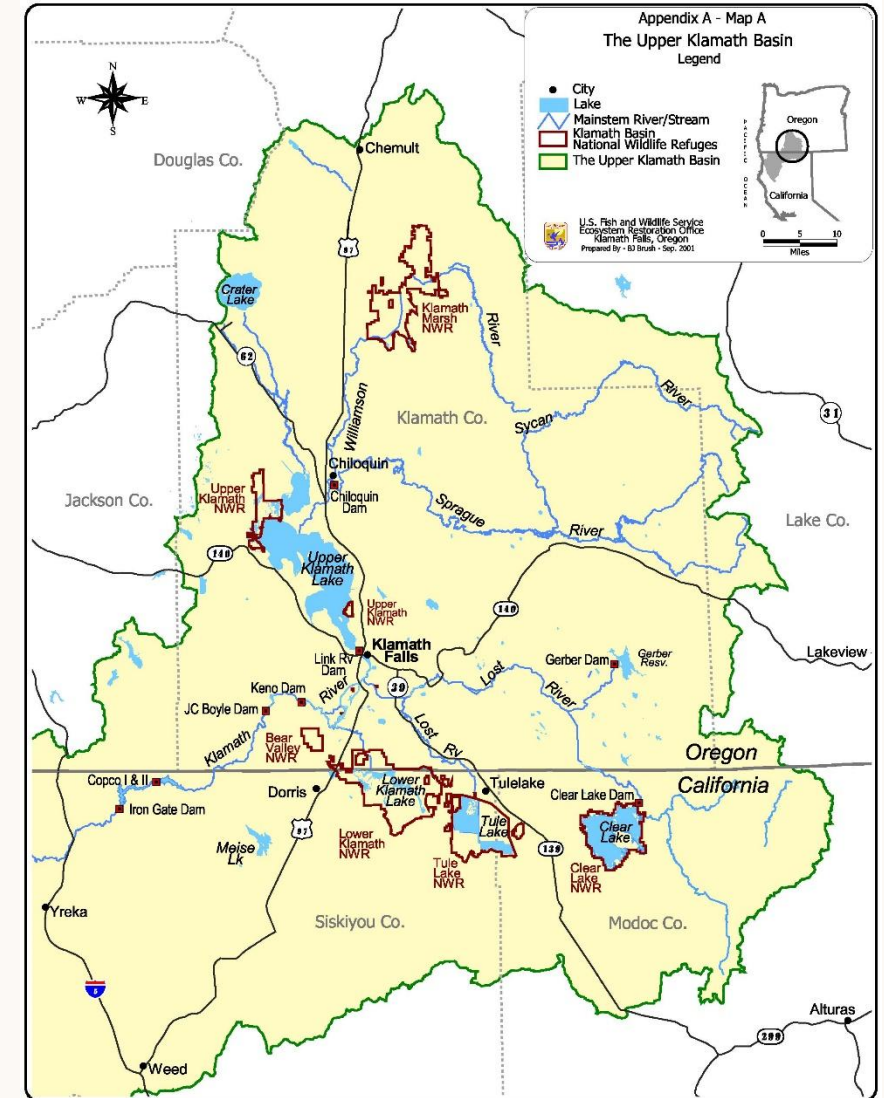 Appendix A - Map A
The Upper Klamath Basin
Legend
City
Lake
Mainstem River/Stream
Klamath Basin
National Wildlife Refuges
The Upper Klamath Basin
PACIFIC OCEAN
Oregon
California
U.S. Fish and Wildlife Service
Ecosystem Restoration Office
Klamath Falls, Oregon
Prepared By - BJ Brush - Sep. 2001
0 5 10
Miles
N
W E
S
Douglas Co.
Chemult
97
Crater
Lake
Klamath
Marsh
NWR
River
62
Williamson
Klamath Co.
Sycan
River
31
Chiloquin
Chiloquin
Dam
Upper
Klamath
NWR
Jackson Co.
Sprague
River
Lake Co.
140
Upper
Klamath
Lake
Upper
Klamath
NWR
140
Link Rv
Dam
Klamath
Falls
Gerber Dam
Gerber
Resv.
Lakeview
39
Lost
River
Keno Dam
River
JC Boyle Dam
Klamath
Lost
Rv
Bear
Valley
NWR
Oregon
California
Copco I & II
Iron Gate Dam
Dorris
Lower
Klamath
Lake
Tulelake
Clear Lake Dam
97
Meise
Lk
Lower
Klamath
NWR
Tule
Lake
Tule
Lake
NWR
139
Clear
Lake
Clear
Lake
NWR
Yreka
Siskiyou Co.
Modoc Co.
5
Alturas
299
Weed